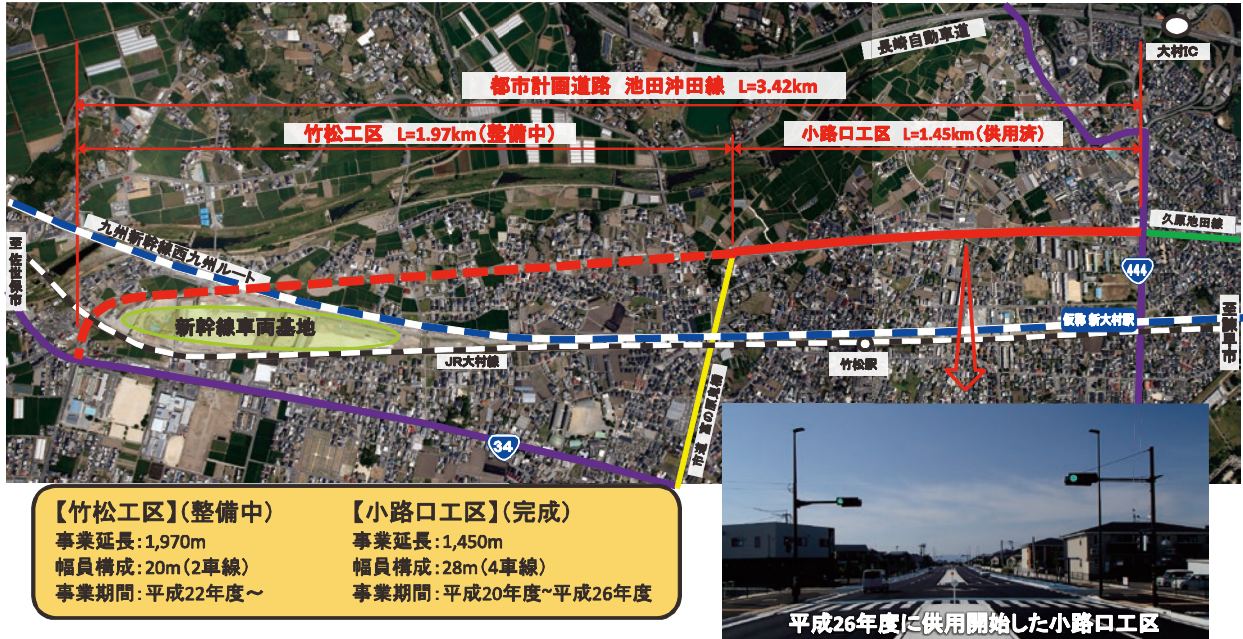 長崎自動車道
大村IC
都市計画道路 池田沖田線 L=3.42km
竹松工区 L=1.97km(整備中)
小路口工区 L=1.45km(供用済)
久原池田線
九州新幹線西九州ルート
至佐世保市
444
新幹線車両基地
仮称 新大村駅
至諫早市
JR大村線
竹松駅
34
【竹松工区】(整備中)
事業延長:1,970m
幅員構成:20m(2車線)
事業期間:平成22年度~
【小路口工区】(完成)
事業延長:1,450m
幅員構成:28m(4車線)
事業期間:平成20年度~平成26年度
平成26年度に供用開始した小路口工区